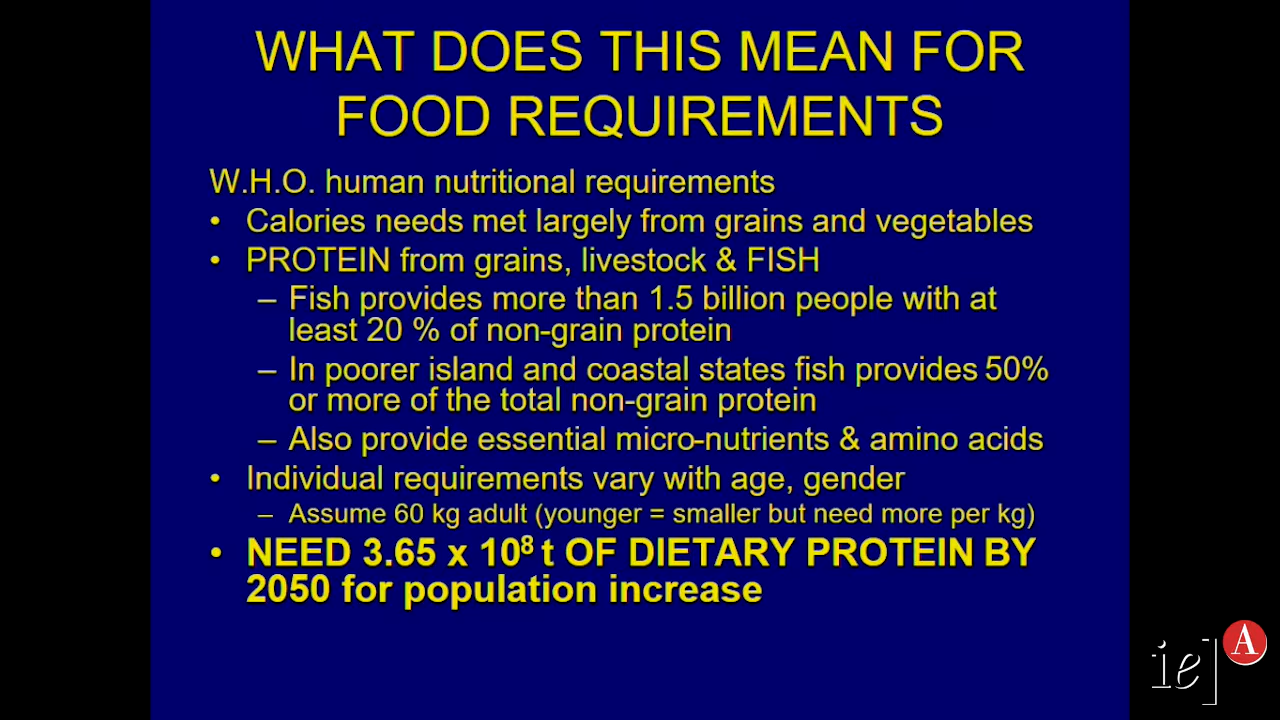 WHAT DOES THIS MEAN FOR
FOOD REQUIREMENTS
W.H.O. human nutritional requirements
• Calories needs met largely from grains and vegetables
• PROTEIN from grains, livestock & FISH
– Fish provides more than 1.5 billion people with at
least 20 % of non-grain protein
– In poorer island and coastal states fish provides 50%
or more of the total non-grain protein
– Also provide essential micro-nutrients & amino acids
• Individual requirements vary with age, gender
– Assume 60 kg adult (younger = smaller but need more per kg)
• NEED 3.65 x 10⁸ t OF DIETARY PROTEIN BY
2050 for population increase
ie] A